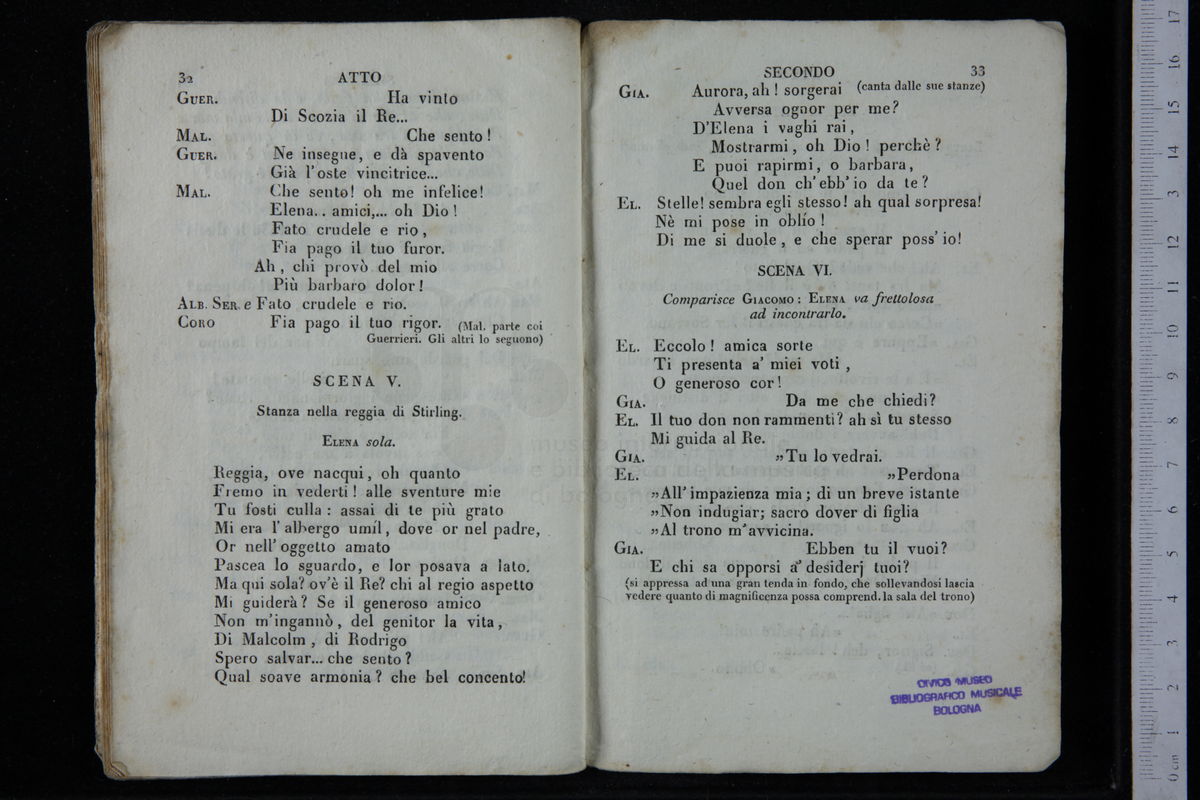 32 ATTO
GUER. Ha vinto
Di Scozia il Re...
MAL. Che sento!
GUER. Ne insegue, e dà spavento
Già l'oste vincitrice...
MAL. Che sento! oh me infelice!
Elena.. amici,... oh Dio!
Fato crudele e rio,
Fia pago il tuo furor.
Ah, chi provò del mio
Più barbaro dolor!
ALB. SER. e Fato crudele e rio.
CORO Fia pago il tuo rigor. (Mal. parte coi
Guerrieri. Gli altri lo seguono)
SCENA V.
Stanza nella reggia di Stirling.
ELENA sola.
Reggia, ove nacqui, oh quanto
Fremo in vederti! alle sventure mie
Tu fosti culla: assai di te più grato
Mi era l'albergo umíl, dove or nel padre,
Or nell'oggetto amato
Pascea lo sguardo, e lor posava a lato.
Ma qui sola? ov'è il Re? chi al regio aspetto
Mi guiderà? Se il generoso amico
Non m'ingannò, del genitor la vita,
Di Malcolm, di Rodrigo
Spero salvar... che sento?
Qual soave armonia? che bel concento!
SECONDO 33
GIA. Aurora, ah! sorgerai (canta dalle sue stanze)
Avversa ognor per me?
D'Elena i vaghi rai,
Mostrarmi, oh Dio! perchè?
E puoi rapirmi, o barbara,
Quel don ch'ebb'io da te?
EL. Stelle! sembra egli stesso! ah qual sorpresa!
Nè mi pose in oblío!
Di me si duole, e che sperar poss'io!
SCENA VI.
Comparisce GIACOMO: ELENA va frettolosa
ad incontrarlo.
EL. Eccolo! amica sorte
Ti presenta a' miei voti,
O generoso cor!
GIA. Da me che chiedi?
EL. Il tuo don non rammenti? ah sì tu stesso
Mi guida al Re.
GIA. »Tu lo vedrai.
EL. »Perdona
»All'impazienza mia; di un breve istante
»Non indugiar; sacro dover di figlia
»Al trono m'avvicina.
GIA. Ebben tu il vuoi?
E chi sa opporsi a' desiderj tuoi?
(si appressa ad una gran tenda in fondo, che sollevandosi lascia
vedere quanto di magnificenza possa comprend. la sala del trono)
CIVICO MUSEO
BIBLIOGRAFICO MUSICALE
BOLOGNA